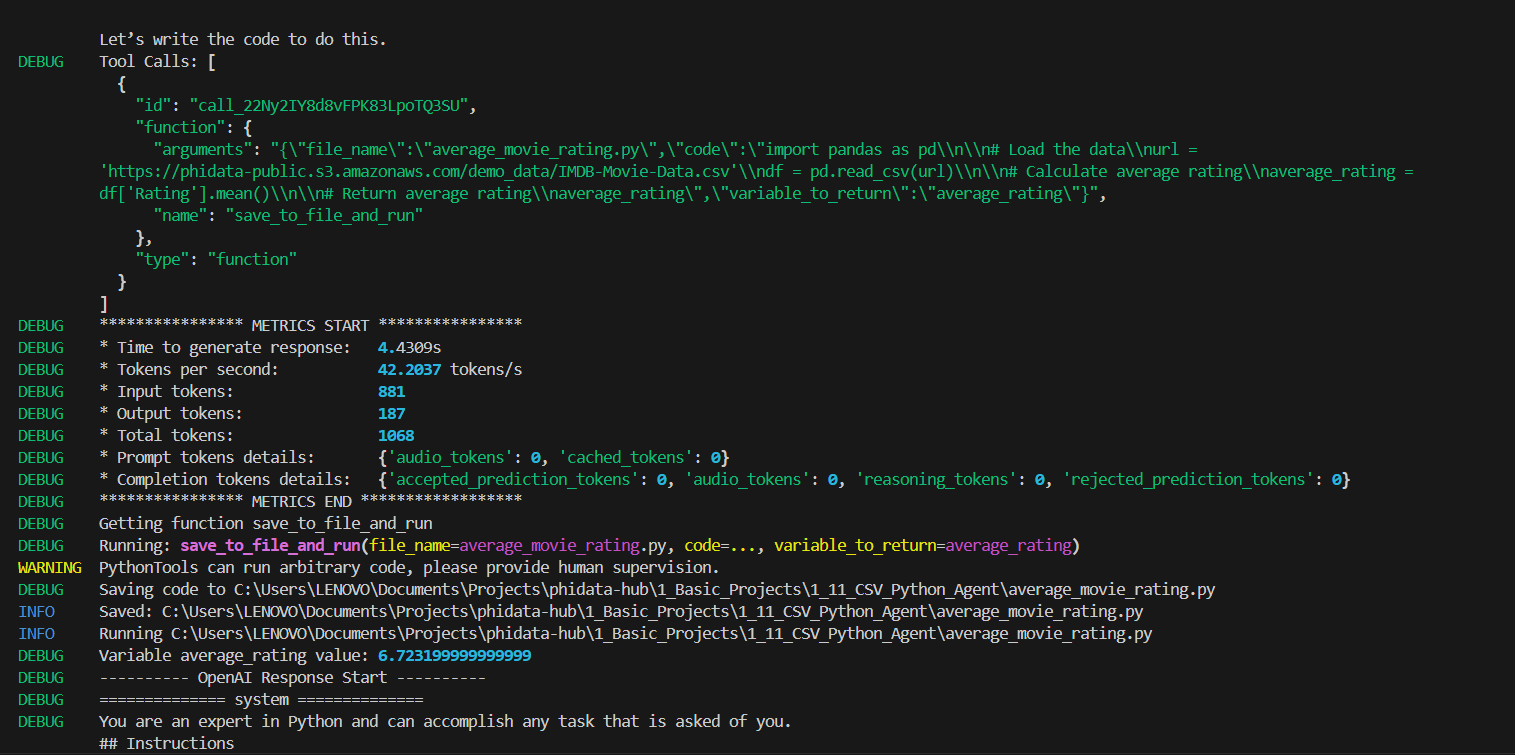 Let’s write the code to do this.
DEBUG Tool Calls: [
{
"id": "call_22Ny2IY8d8vFPK83LpoTQ3SU",
"function": {
"arguments": "{\"file_name\":\"average_movie_rating.py\",\"code\":\"import pandas as pd\\n\\n# Load the data\\nurl =
'https://phidata-public.s3.amazonaws.com/demo_data/IMDB-Movie-Data.csv'\\ndf = pd.read_csv(url)\\n\\n# Calculate average rating\\naverage_rating =
df['Rating'].mean()\\n\\n# Return average rating\\naverage_rating\",\"variable_to_return\":\"average_rating\"}",
"name": "save_to_file_and_run"
},
"type": "function"
}
]
DEBUG **************** METRICS START ****************
DEBUG * Time to generate response: 4.4309s
DEBUG * Tokens per second: 42.2037 tokens/s
DEBUG * Input tokens: 881
DEBUG * Output tokens: 187
DEBUG * Total tokens: 1068
DEBUG * Prompt tokens details: {'audio_tokens': 0, 'cached_tokens': 0}
DEBUG * Completion tokens details: {'accepted_prediction_tokens': 0, 'audio_tokens': 0, 'reasoning_tokens': 0, 'rejected_prediction_tokens': 0}
DEBUG **************** METRICS END ******************
DEBUG Getting function save_to_file_and_run
DEBUG Running: save_to_file_and_run(file_name=average_movie_rating.py, code=..., variable_to_return=average_rating)
WARNING PythonTools can run arbitrary code, please provide human supervision.
DEBUG Saving code to C:\Users\LENOVO\Documents\Projects\phidata-hub\1_Basic_Projects\1_11_CSV_Python_Agent\average_movie_rating.py
INFO Saved: C:\Users\LENOVO\Documents\Projects\phidata-hub\1_Basic_Projects\1_11_CSV_Python_Agent\average_movie_rating.py
INFO Running C:\Users\LENOVO\Documents\Projects\phidata-hub\1_Basic_Projects\1_11_CSV_Python_Agent\average_movie_rating.py
DEBUG Variable average_rating value: 6.723199999999999
DEBUG ---------- OpenAI Response Start ----------
DEBUG ============== system ==============
DEBUG You are an expert in Python and can accomplish any task that is asked of you.
## Instructions